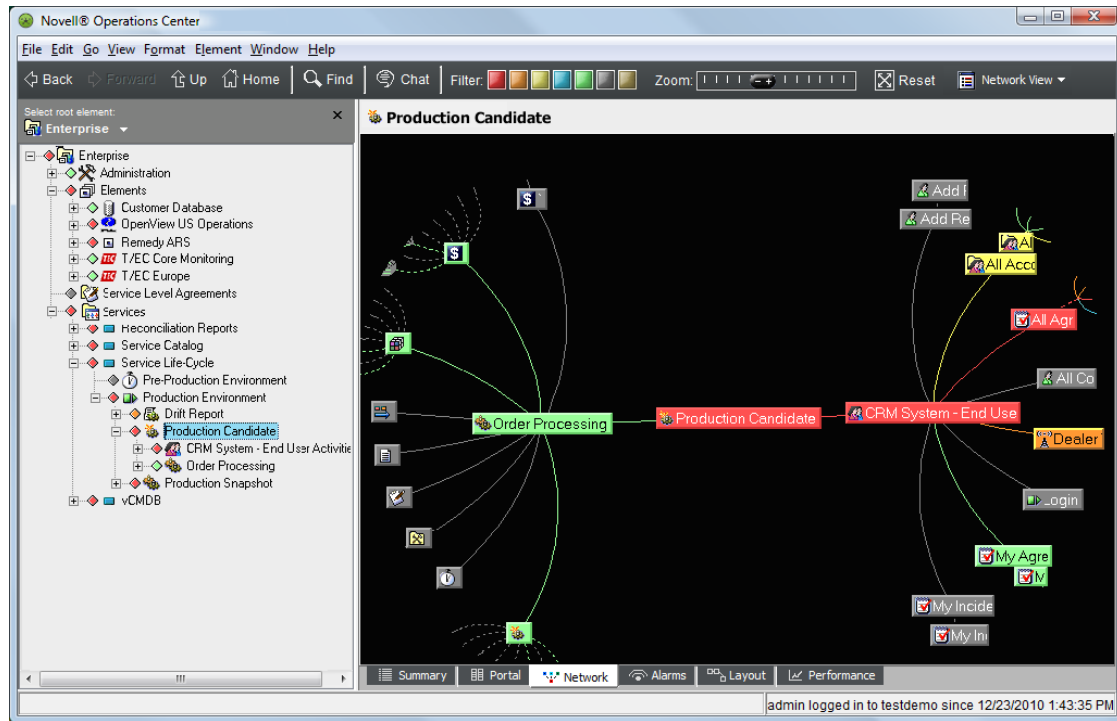 Novell® Operations Center
File Edit Go View Format Element Window Help
Back Forward Up Home Find Chat Filter: Zoom: Reset Network View
Select root element:
Enterprise
Production Candidate
Enterprise
Administration
Elements
Customer Database
OpenView US Operations
Remedy ARS
TEC T/EC Core Monitoring
TEC T/EC Europe
Service Level Agreements
Services
Reconciliation Reports
Service Catalog
Service Life-Cycle
Pre-Production Environment
Production Environment
Drift Report
Production Candidate
CRM System - End User Activitie
Order Processing
Production Snapshot
vCMDB
$
Add
Add Re
$
Al
All Acco
All Agr
All Co
Order Processing
Production Candidate
CRM System - End Use
Dealer
Login
My Agre
M
My Incide
My In
Summary Portal Network Alarms Layout Performance
admin logged in to testdemo since 12/23/2010 1:43:35 PM